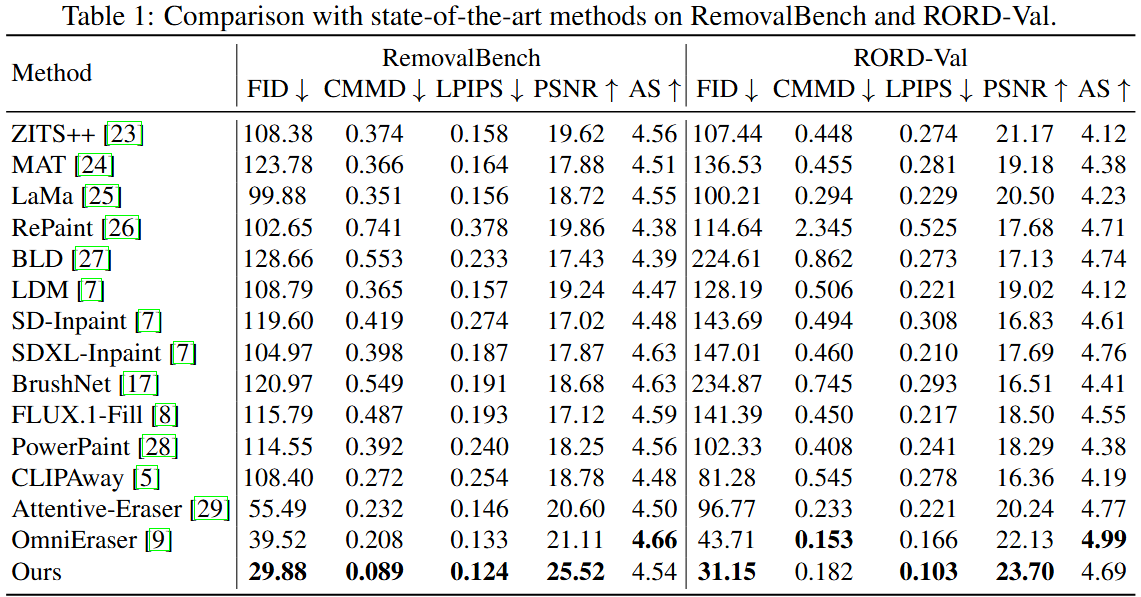 Table 1: Comparison with state-of-the-art methods on RemovalBench and RORD-Val.
Method RemovalBench RORD-Val
FID ↓ CMMD ↓ LPIPS ↓ PSNR ↑ AS ↑ FID ↓ CMMD ↓ LPIPS ↓ PSNR ↑ AS ↑
ZITS++ [23] 108.38 0.374 0.158 19.62 4.56 107.44 0.448 0.274 21.17 4.12
MAT [24] 123.78 0.366 0.164 17.88 4.51 136.53 0.455 0.281 19.18 4.38
LaMa [25] 99.88 0.351 0.156 18.72 4.55 100.21 0.294 0.229 20.50 4.23
RePaint [26] 102.65 0.741 0.378 19.86 4.38 114.64 2.345 0.525 17.68 4.71
BLD [27] 128.66 0.553 0.233 17.43 4.39 224.61 0.862 0.273 17.13 4.74
LDM [7] 108.79 0.365 0.157 19.24 4.47 128.19 0.506 0.221 19.02 4.12
SD-Inpaint [7] 119.60 0.419 0.274 17.02 4.48 143.69 0.494 0.308 16.83 4.61
SDXL-Inpaint [7] 104.97 0.398 0.187 17.87 4.63 147.01 0.460 0.210 17.69 4.76
BrushNet [17] 120.97 0.549 0.191 18.68 4.63 234.87 0.745 0.293 16.51 4.41
FLUX.1-Fill [8] 115.79 0.487 0.193 17.12 4.59 141.39 0.450 0.217 18.50 4.55
PowerPaint [28] 114.55 0.392 0.240 18.25 4.56 102.33 0.408 0.241 18.29 4.38
CLIPAway [5] 108.40 0.272 0.254 18.78 4.48 81.28 0.545 0.278 16.36 4.19
Attentive-Eraser [29] 55.49 0.232 0.146 20.60 4.50 96.77 0.233 0.221 20.24 4.77
OmniEraser [9] 39.52 0.208 0.133 21.11 4.66 43.71 0.153 0.166 22.13 4.99
Ours 29.88 0.089 0.124 25.52 4.54 31.15 0.182 0.103 23.70 4.69